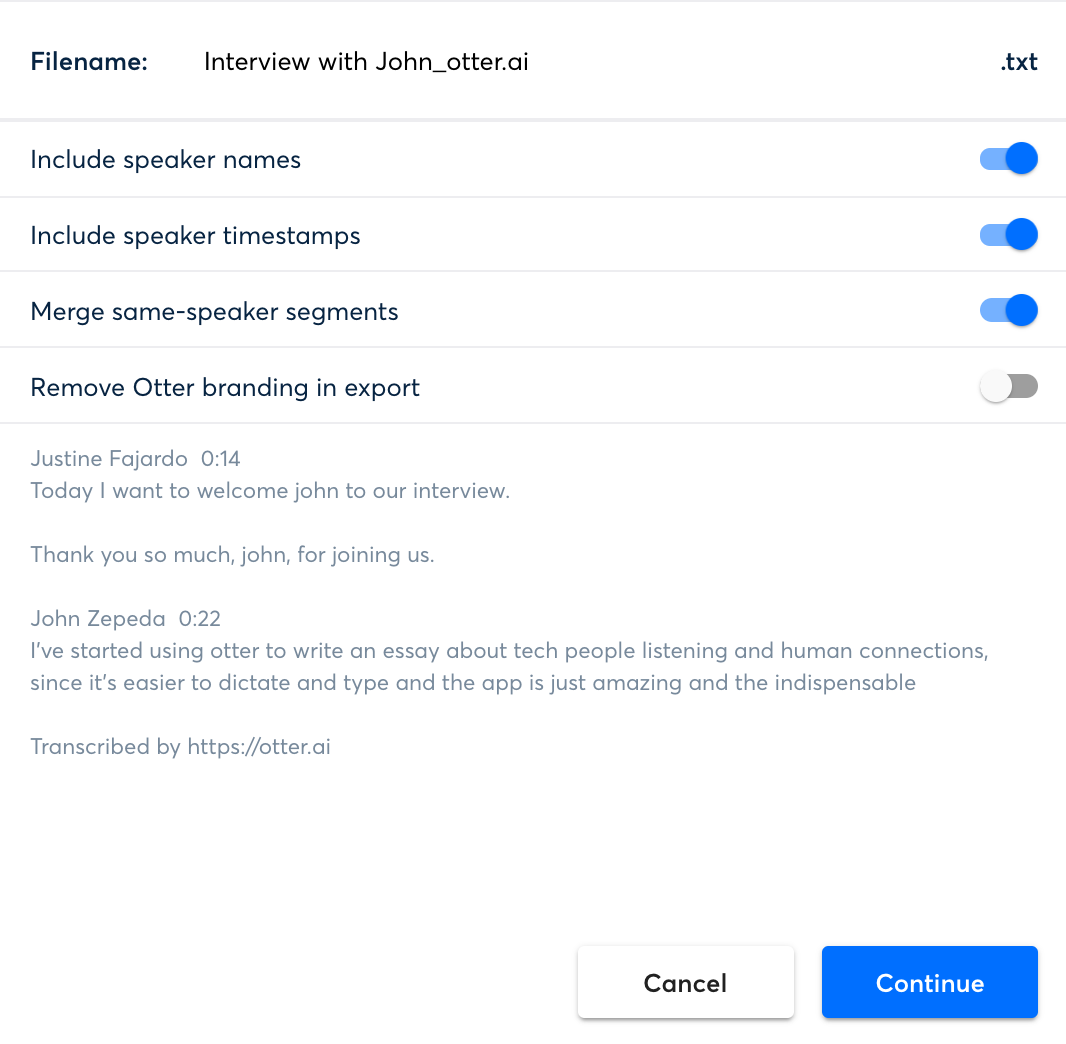 Filename: Interview with John_otter.ai .txt
Include speaker names
Include speaker timestamps
Merge same-speaker segments
Remove Otter branding in export
Justine Fajardo 0:14
Today I want to welcome john to our interview.
Thank you so much, john, for joining us.
John Zepeda 0:22
I've started using otter to write an essay about tech people listening and human connections,
since it's easier to dictate and type and the app is just amazing and the indispensable
Transcribed by https://otter.ai
Cancel Continue